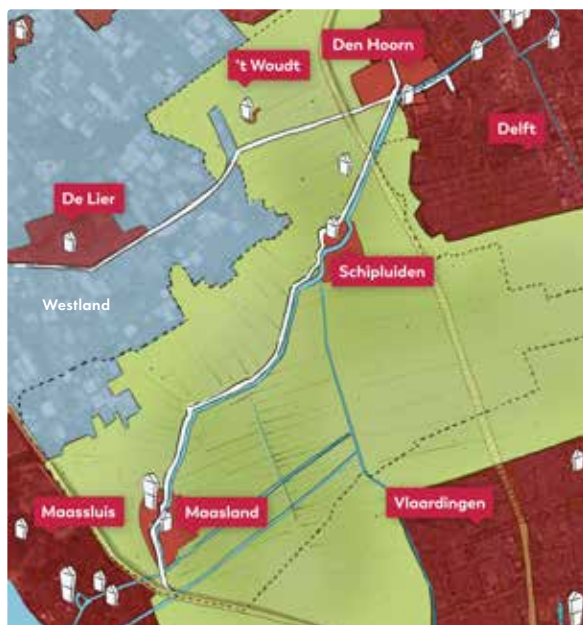 Den Hoorn
't Woudt
Delft
De Lier
Schipluiden
Westland
Maassluis
Maasland
Vlaardingen